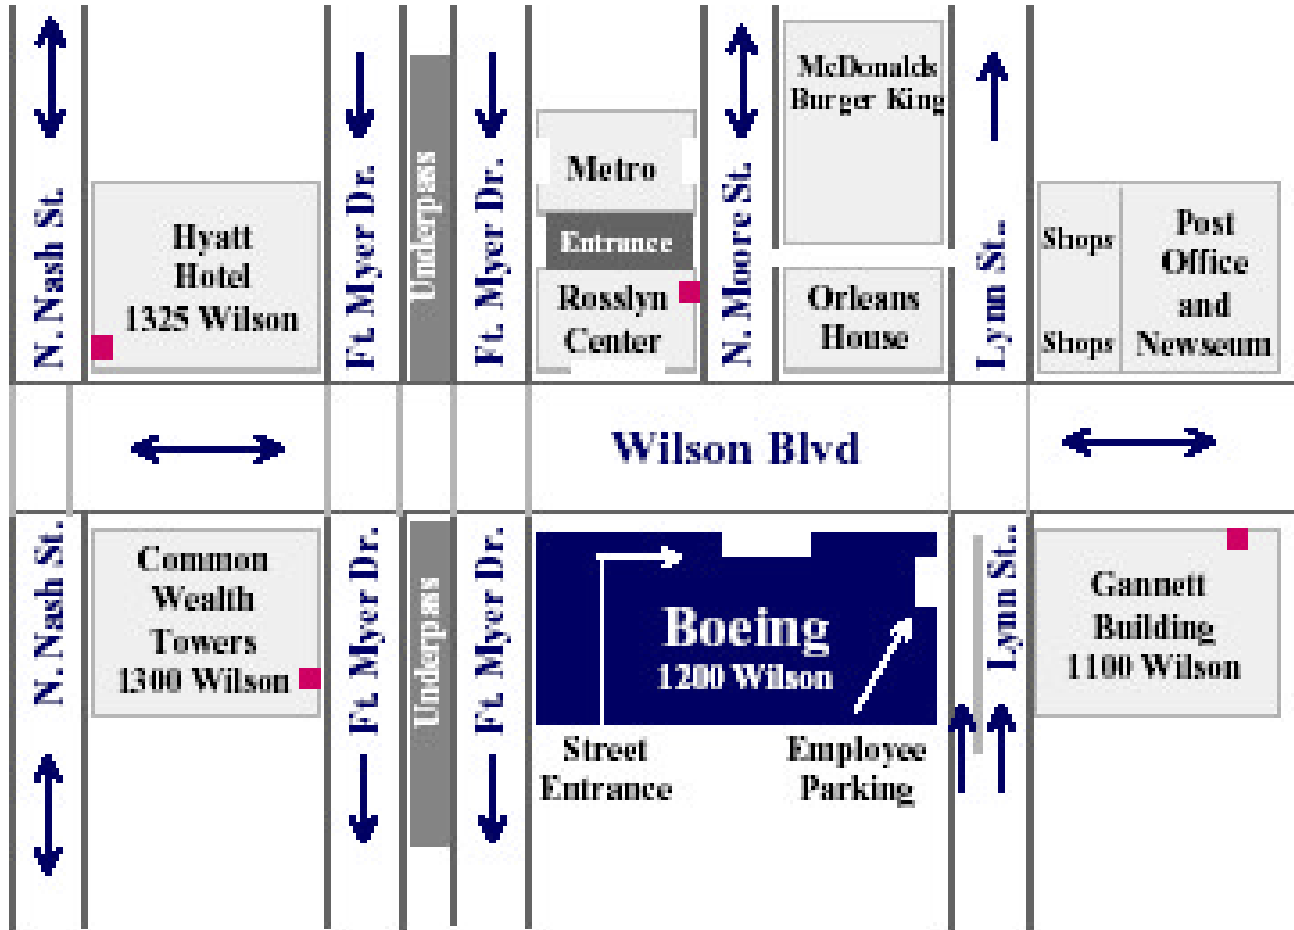 N. Nash St.
Hyatt
Hotel
1325 Wilson
Ft. Myer Dr.
Underpass
Ft. Myer Dr.
Metro
Entrance
Rosslyn
Center
N. Moore St.
McDonalds
Burger King
Orleans
House
Lynn St..
Shops
Shops
Post
Office
and
Newseum
Wilson Blvd
N. Nash St.
Common
Wealth
Towers
1300 Wilson
Ft. Myer Dr.
Underpass
Ft. Myer Dr.
Boeing
1200 Wilson
Street
Entrance
Employee
Parking
Lynn St..
Gannett
Building
1100 Wilson